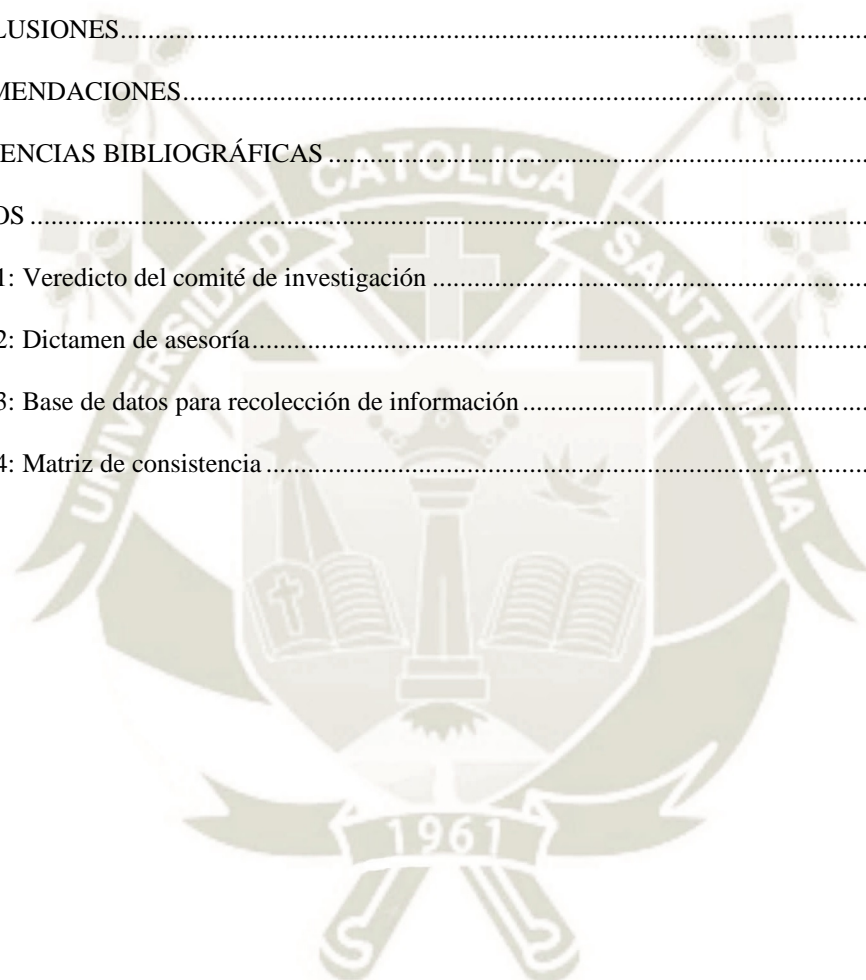 LUSIONES
MENDACIONES
ENCIAS BIBLIOGRÁFICAS
OS
1: Veredicto del comité de investigación
2: Dictamen de asesoría
3: Base de datos para recolección de información
4: Matriz de consistencia
UNIVERSIDAD CATOLICA SANTA MARIA
1961